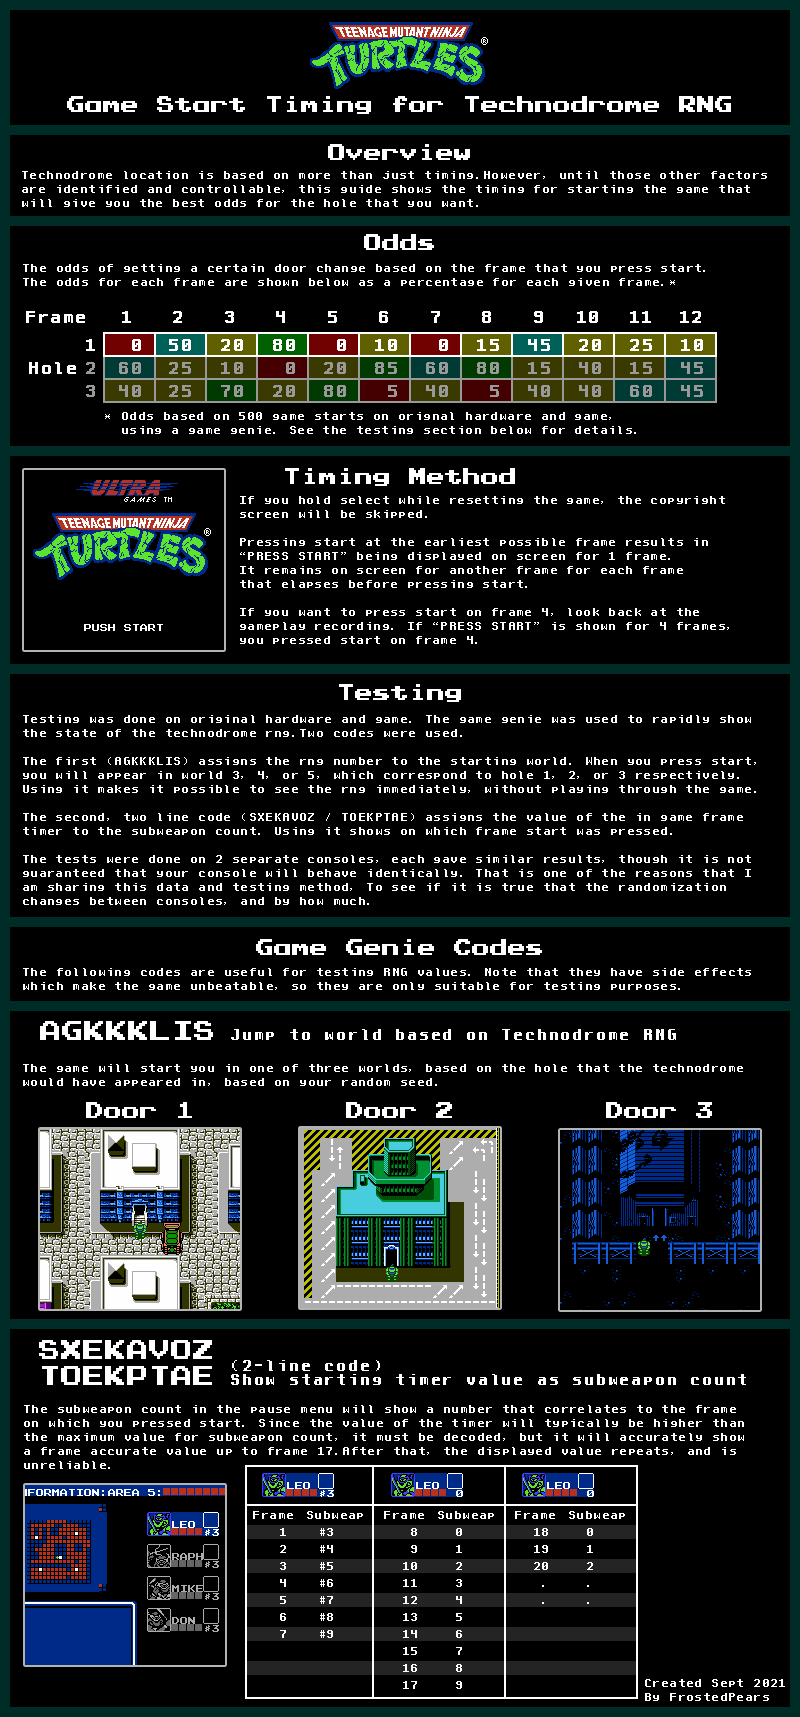 TEENAGE MUTANT NINJA
TURTLES®
Game Start Timing for Technodrome RNG
Overview
Technodrome location is based on more than just timing.However, until those other factors
are identified and controllable, this guide shows the timing for starting the game that
will give you the best odds for the hole that you want.
Odds
The odds of getting a certain door change based on the frame that you press start.
The odds for each frame are shown below as a percentage for each given frame.*
Frame 1 2 3 4 5 6 7 8 9 10 11 12
1 0 50 20 80 0 10 0 15 45 20 25 10
Hole 2 60 25 10 0 20 85 60 80 15 40 15 45
3 40 25 70 20 80 5 40 5 40 40 60 45
* Odds based on 500 game starts on orignal hardware and game,
using a game genie. See the testing section below for details.
ULTRA
GAMES TM
TEENAGE MUTANT NINJA
TURTLES®
PUSH START
Timing Method
If you hold select while resetting the game, the copyright
screen will be skipped.
Pressing start at the earliest possible frame results in
“PRESS START” being displayed on screen for 1 frame.
It remains on screen for another frame for each frame
that elapses before pressing start.
If you want to press start on frame 4, look back at the
gameplay recording. If “PRESS START” is shown for 4 frames,
you pressed start on frame 4.
Testing
Testing was done on original hardware and game. The game genie was used to rapidly show
the state of the technodrome rng.Two codes were used.
The first (AGKKKLIS) assigns the rng number to the starting world. When you press start,
you will appear in world 3, 4, or 5, which correspond to hole 1, 2, or 3 respectively.
Using it makes it possible to see the rng immediately, without playing through the game.
The second, two line code (SXEKAVOZ / TOEKPTAE) assigns the value of the in game frame
timer to the subweapon count. Using it shows on which frame start was pressed.
The tests were done on 2 separate consoles, each gave similar results, though it is not
guaranteed that your console will behave identically. That is one of the reasons that I
am sharing this data and testing method, To see if it is true that the randomization
changes between consoles, and by how much.
Game Genie Codes
The following codes are useful for testing RNG values. Note that they have side effects
which make the game unbeatable, so they are only suitable for testing purposes.
AGKKKLIS Jump to world based on Technodrome RNG
The game will start you in one of three worlds, based on the hole that the technodrome
would have appeared in, based on your random seed.
Door 1 Door 2 Door 3
SXEKAVOZ
TOEKPTAE
(2-line code)
Show starting timer value as subweapon count
The subweapon count in the pause menu will show a number that correlates to the frame
on which you pressed start. Since the value of the timer will typically be higher than
the maximum value for subweapon count, it must be decoded, but it will accurately show
a frame accurate value up to frame 17.After that, the displayed value repeats, and is
unreliable.
FORMATION:AREA 5:
LEO
#3
RAPH
#3
MIKE
#3
DON
#3
LEO #3 LEO 0 LEO 0
Frame Subweap Frame Subweap Frame Subweap
1 #3 8 0 18 0
2 #4 9 1 19 1
3 #5 10 2 20 2
4 #6 11 3 . .
5 #7 12 4 . .
6 #8 13 5
7 #9 14 6
15 7
16 8
17 9
Created Sept 2021
By FrostedPears